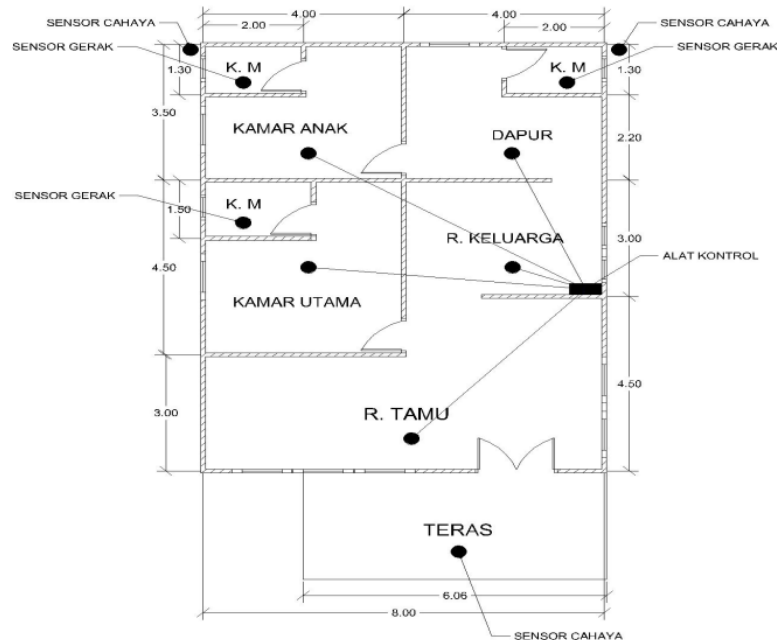 4.00
4.00
SENSOR CAHAYA
2.00
2.00
SENSOR CAHAYA
SENSOR GERAK
K. M
K. M
SENSOR GERAK
1.30
1.30
3.50
KAMAR ANAK
DAPUR
2.20
SENSOR GERAK
K. M
1.50
R. KELUARGA
3.00
ALAT KONTROL
4.50
KAMAR UTAMA
4.50
3.00
R. TAMU
TERAS
6.06
8.00
SENSOR CAHAYA